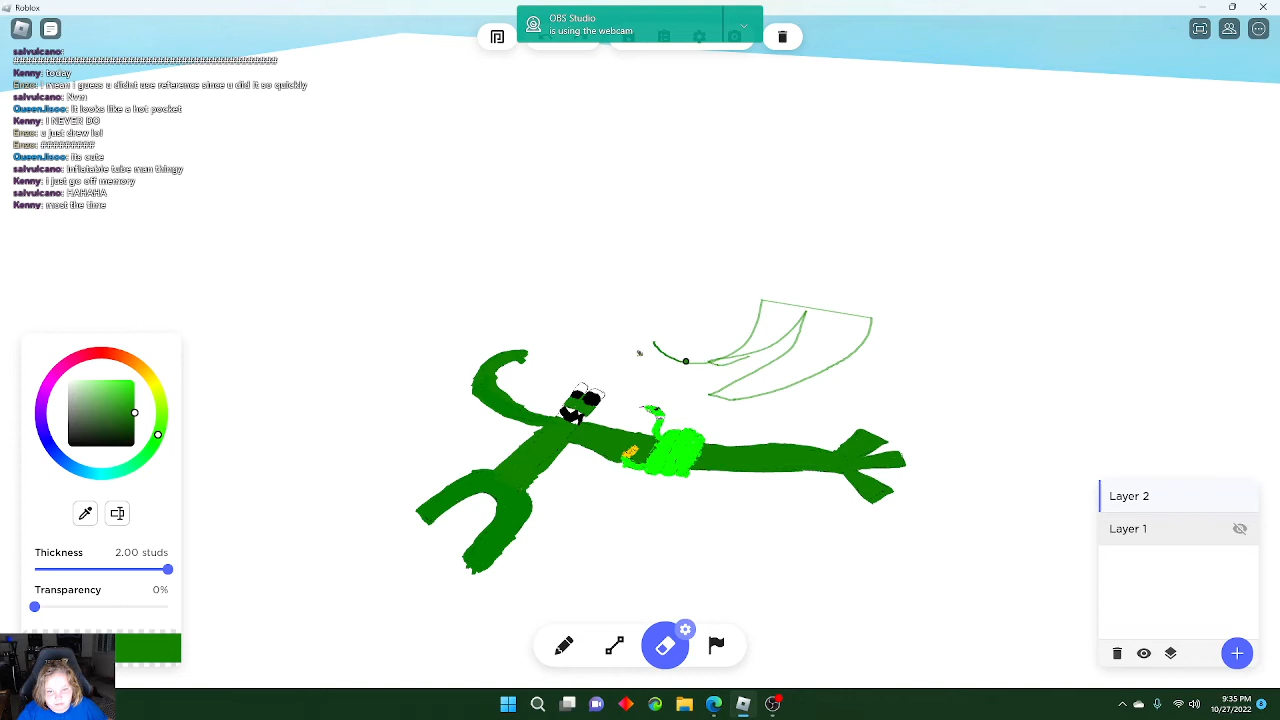 Roblox
OBS Studio
is using the webcam
salvulcano:
################################################
Kenny: today
Enzo: i mean i guess u didnt use reference since u did it so quickly
salvulcano: Nvm
QueenJisoo: it looks like a hot pocket
Kenny: I NEVER DO
Enzo: u just drew lol
Enzo: ##########
QueenJisoo: its cute
salvulcano: Inflatable tube man thingy
Kenny: i just go off memory
salvulcano: HAHAHA
Kenny: most the time
Thickness 2.00 studs
Transparency 0%
Layer 2
Layer 1
9:35 PM
10/27/2022
8